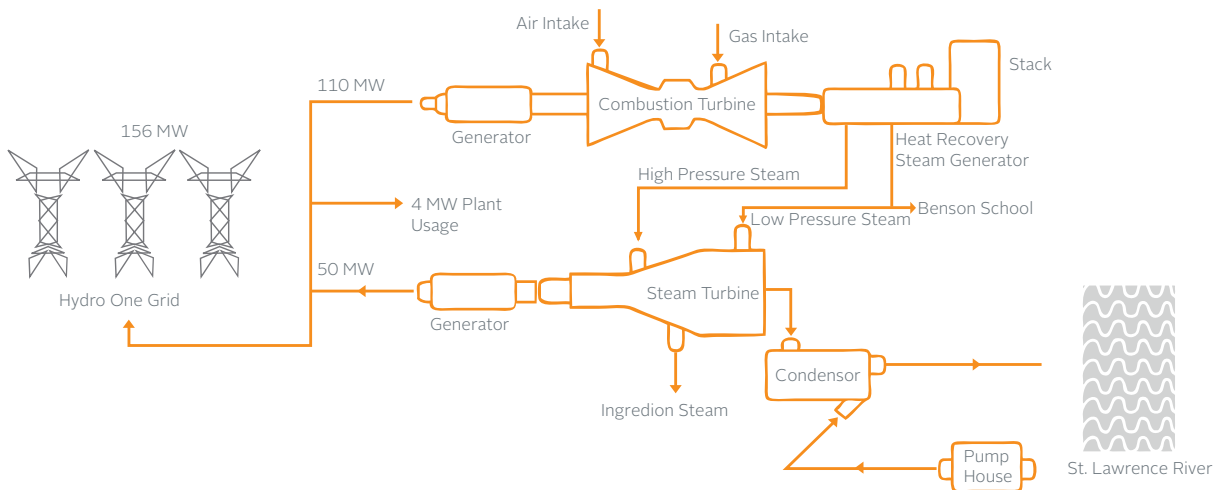 Air Intake
Gas Intake
Stack
110 MW
Combustion Turbine
Generator
156 MW
Heat Recovery
Steam Generator
High Pressure Steam
4 MW Plant
Usage
Low Pressure Steam
Benson School
50 MW
Hydro One Grid
Steam Turbine
Generator
Condensor
Ingredion Steam
Pump
House
St. Lawrence River